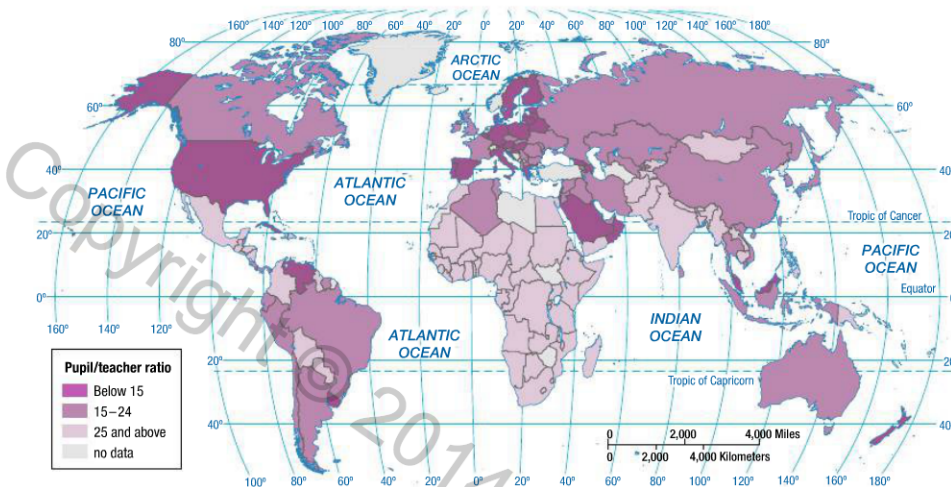 160° 140° 120° 100° 80° 60° 40° 20° 0° 20° 40° 60° 80° 100° 120° 140° 160°
180°
80°
80°
ARCTIC
OCEAN
60°
60°
40°
40°
PACIFIC
OCEAN
ATLANTIC
OCEAN
Tropic of Cancer
20°
20°
PACIFIC
OCEAN
Equator
0°
0°
160°
120°
ATLANTIC
OCEAN
INDIAN
OCEAN
20°
20°
Tropic of Capricorn
Pupil/teacher ratio
Below 15
15–24
25 and above
no data
40°
40
0 2,000 4,000 Miles
0 2,000 4,000 Kilometers
100° 80° 60° 40° 20° 0° 20° 40° 60° 80° 100° 120° 140° 160° 180°
Copyright © 2014